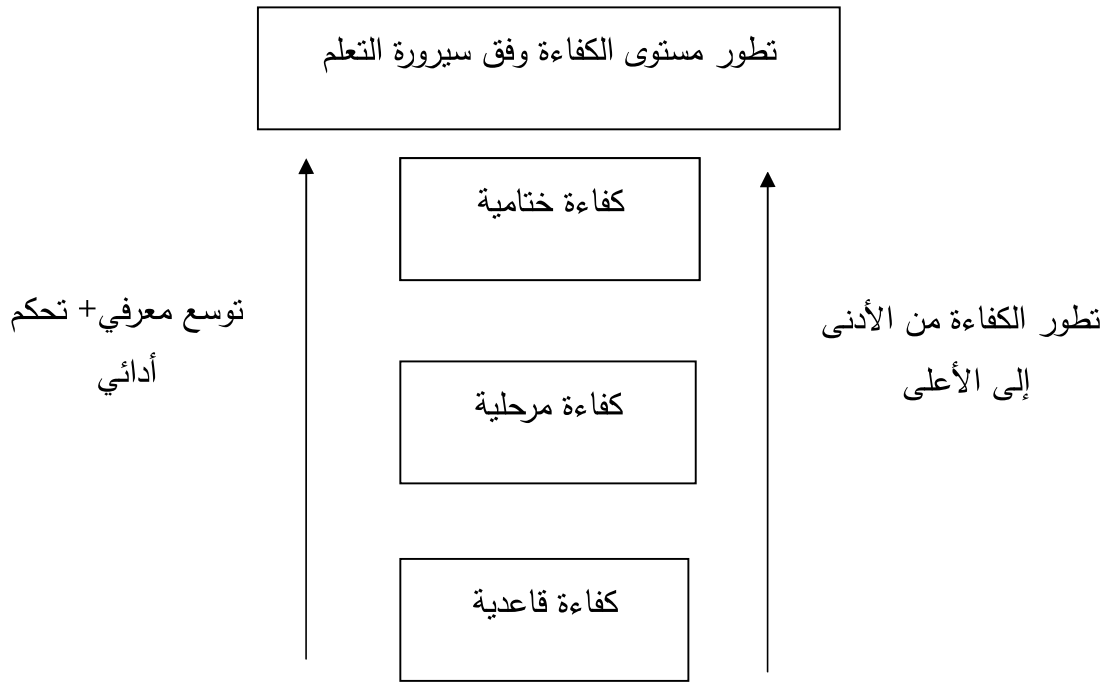 تطور مستوى الكفاءة وفق سيرورة التعلم
كفاءة ختامية
تطور الكفاءة من الأدنى
إلى الأعلى
توسع معرفي+ تحكم
أدائي
كفاءة مرحلية
كفاءة قاعدية